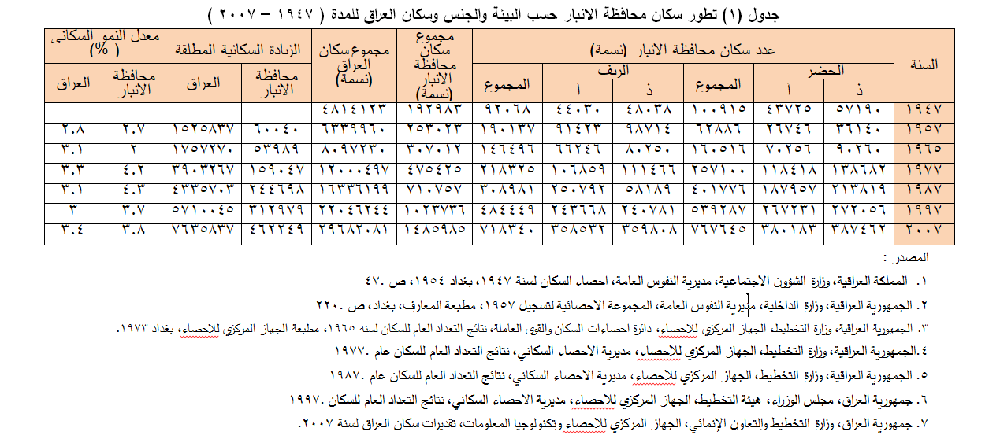 جدول (١) تطور سكان محافظة الانبار حسب البيئة والجنس وسكان العراق للمدة ( ١٩٤٧ – ٢٠٠٧ )
السنة عدد سكان محافظة الانبار (نسمة) مجموع سكان محافظة الانبار (نسمة) مجموع سكان العراق (نسمة) الزيادة السكانية المطلقة معدل النمو السكاني (%)
الحضر المجموع الريف المجموع محافظة الانبار العراق محافظة الانبار العراق
ذ ا ذ ا
١٩٤٧ ٥٧١٩٠ ٤٣٧٢٥ ١٠٠٩١٥ ٤٨٠٣٨ ٤٤٠٣٠ ٩٢٠٦٨ ١٩٢٩٨٣ ٤٨١٤١٢٣ – – – –
١٩٥٧ ٣٦١٤٠ ٢٦٧٤٦ ٦٢٨٨٦ ٩٨٧١٤ ٩١٤٢٣ ١٩٠١٣٧ ٢٥٣٠٢٣ ٦٣٣٩٩٦٠ ٦٠٠٤٠ ١٥٢٥٨٣٧ ٢.٧ ٢.٨
١٩٦٥ ٩٠٢٦٠ ٧٠٢٥٦ ١٦٠٥١٦ ٨٠٢٥٠ ٦٦٢٤٦ ١٤٦٤٩٦ ٣٠٧٠١٢ ٨٠٩٧٢٣٠ ٥٣٩٨٩ ١٧٥٧٢٧٠ ٢ ٣.١
١٩٧٧ ١٣٨٦٨٢ ١١٨٤١٨ ٢٥٧١٠٠ ١١١٤٦٦ ١٠٦٨٥٩ ٢١٨٣٢٥ ٤٧٥٤٢٥ ١٢٠٠٠٤٩٧ ١٥٩٠٤٧ ٣٩٠٣٢٦٧ ٤.٢ ٣.٣
١٩٨٧ ٢١٣٨١٩ ١٨٧٩٥٧ ٤٠١٧٧٦ ٥٨١٨٩ ٢٥٠٧٩٢ ٣٠٨٩٨١ ٧١٠٧٥٧ ١٦٣٣٦١٩٩ ٢٤٤٦٩٨ ٤٣٣٥٧٠٣ ٤.٣ ٣.١
١٩٩٧ ٢٧٢٠٥٦ ٢٦٧٢٣١ ٥٣٩٢٨٧ ٢٤٠٧٨١ ٢٤٣٦٦٨ ٤٨٤٤٤٩ ١٠٢٣٧٣٦ ٢٢٠٤٦٢٤٤ ٣١٢٩٧٩ ٥٧١٠٠٤٥ ٣.٧ ٣
٢٠٠٧ ٣٨٧٤٦٢ ٣٨٠١٨٣ ٧٦٧٦٤٥ ٣٥٩٨٠٨ ٣٥٨٥٣٢ ٧١٨٣٤٠ ١٤٨٥٩٨٥ ٢٩٦٨٢٠٨١ ٤٦٢٢٤٩ ٧٦٣٥٨٣٧ ٣.٨ ٣.٤
المصدر :
١. المملكة العراقية، وزارة الشؤون الاجتماعية، مديرية النفوس العامة، احصاء السكان لسنة ١٩٤٧، بغداد ١٩٥٤، ص ٤٧.
٢. الجمهورية العراقية، وزارة الداخلية، مديرية النفوس العامة، المجموعة الاحصائية لتسجيل ١٩٥٧، مطبعة المعارف، بغداد، ص ٢٢٠.
٣. الجمهورية العراقية، وزارة التخطيط، الجهاز المركزي للاحصاء، دائرة احصاءات السكان والقوى العاملة، نتائج التعداد العام للسكان لسنه ١٩٦٥، مطبعة الجهاز المركزي للاحصاء، بغداد ١٩٧٣.
٤.الجمهورية العراقية، وزارة التخطيط، الجهاز المركزي للاحصاء، مديرية الاحصاء السكاني، نتائج التعداد العام للسكان عام ١٩٧٧.
٥. الجمهورية العراقية، وزارة التخطيط، الجهاز المركزي للاحصاء، مديرية الاحصاء السكاني، نتائج التعداد العام للسكان عام ١٩٨٧.
٦. جمهورية العراق، مجلس الوزراء، هيئة التخطيط، الجهاز المركزي للاحصاء، مديرية الاحصاء السكاني، نتائج التعداد العام للسكان ١٩٩٧.
٧. جمهورية العراق، وزارة التخطيط والتعاون الإنمائي، الجهاز المركزي للاحصاء وتكنولوجيا المعلومات، تقديرات سكان العراق لسنة ٢٠٠٧.